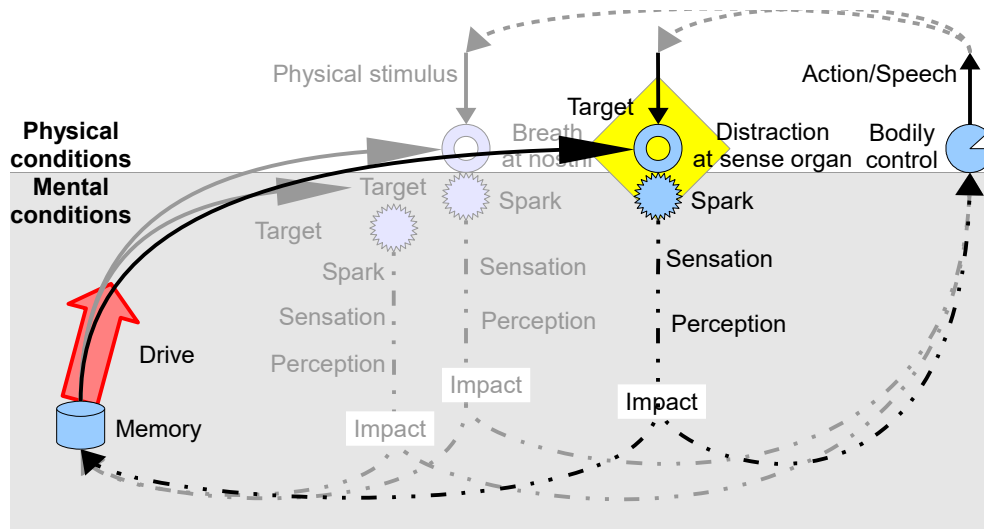 Physical stimulus
Action/Speech
Target
Physical
conditions
Breath
at nostril
Distraction
at sense organ
Bodily
control
Mental
conditions
Target
Spark
Spark
Target
Spark
Sensation
Sensation
Sensation
Perception
Perception
Drive
Perception
Impact
Impact
Memory
Impact